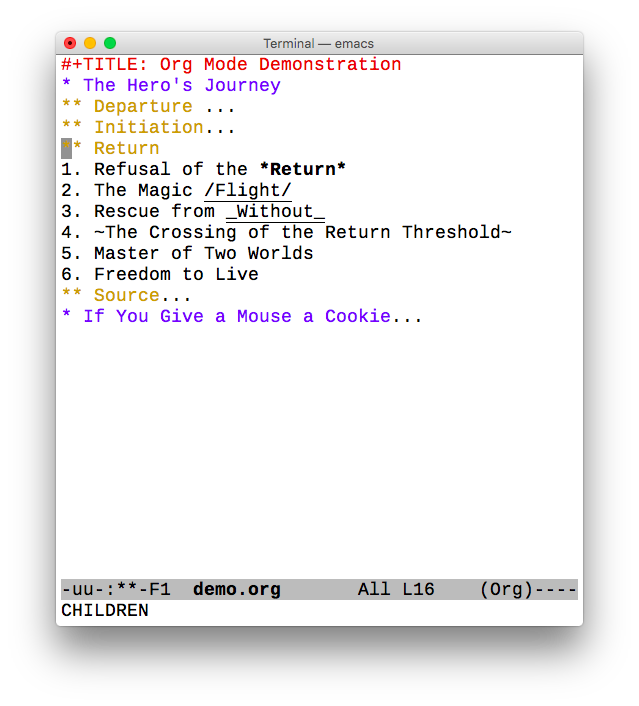 Terminal — emacs
#+TITLE: Org Mode Demonstration
* The Hero's Journey
** Departure ...
** Initiation...
** Return
1. Refusal of the *Return*
2. The Magic /Flight/
3. Rescue from _Without_
4. ~The Crossing of the Return Threshold~
5. Master of Two Worlds
6. Freedom to Live
** Source...
* If You Give a Mouse a Cookie...
-uu-:**-F1  demo.org       All L16    (Org)----
CHILDREN